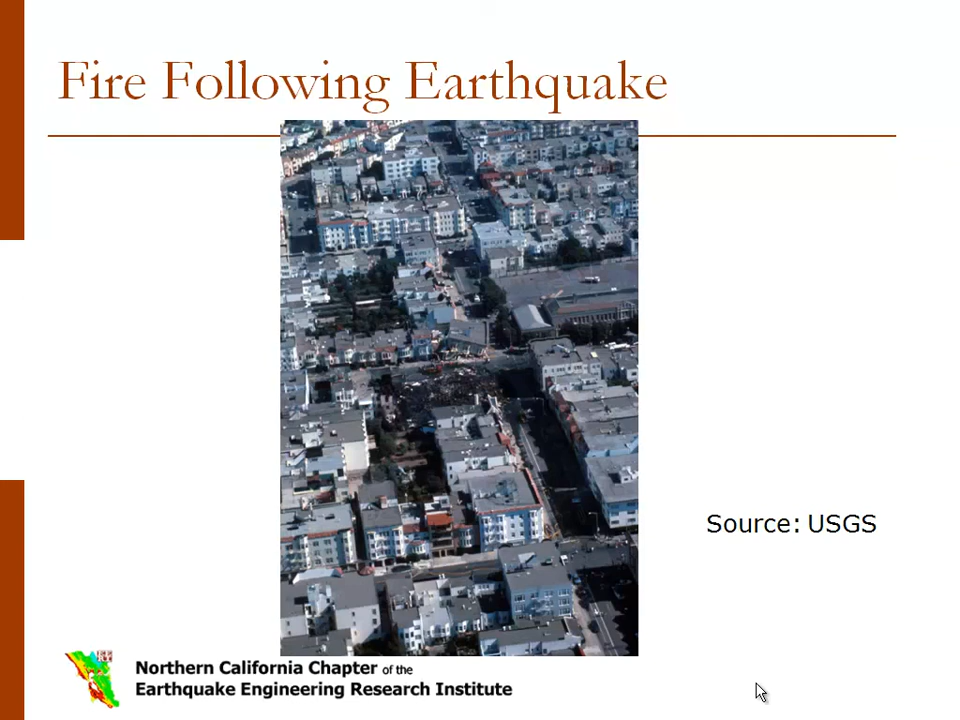 Fire Following Earthquake
Source: USGS
Northern California Chapter of the
Earthquake Engineering Research Institute